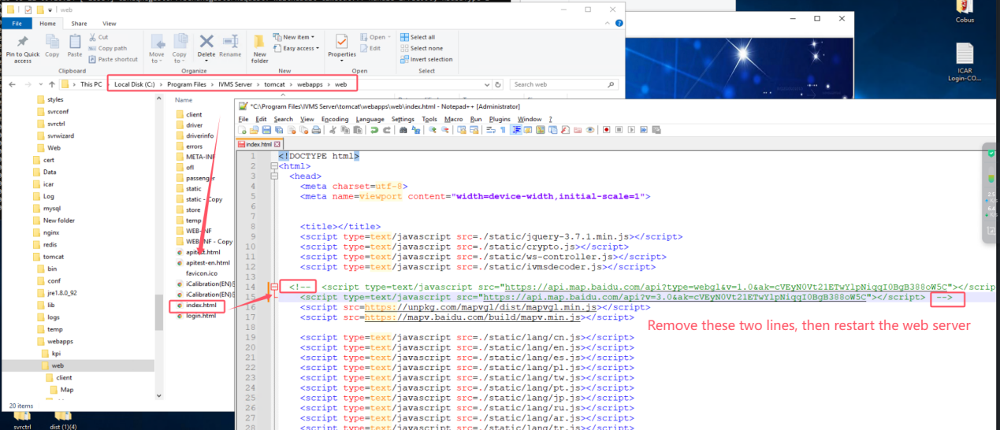 web
File
Home
Share
View
Pin to Quick access
Copy
Paste
Cut
Copy path
Paste shortcut
Clipboard
Move to
Copy to
Delete
Rename
Organize
New folder
New item
Easy access
New
Properties
Open
Edit
Open
Select all
Select none
Invert selection
Select
This PC
Local Disk (C:)
Program Files
IVMS Server
tomcat
webapps
web
Search web
styles
svrconf
svrctrl
svrwizard
Web
cert
Data
icar
Log
mysql
New folder
nginx
redis
tomcat
bin
conf
jre1.8.0_92
lib
logs
temp
webapps
kpi
web
client
Map
20 items
Name
client
driver
driverinfo
errors
META-INF
ofl
passenger
static
static - Copy
store
temp
WEB-INF
WEB-INF - Copy
apitest.html
apitest-en.html
favicon.ico
iCalibration(EN)
iCalibration(EN)
index.html
login.html
*C:\Program Files\IVMS Server\tomcat\webapps\web\index.html - Notepad++ [Administrator]
File Edit Search View Encoding Language Settings Tools Macro Run Plugins Window ?
index.html
1 <!DOCTYPE html>
2 <html>
3 <head>
4 <meta charset=utf-8>
5 <meta name=viewport content="width=device-width,initial-scale=1">
6
7
8 <title></title>
9 <script type=text/javascript src=./static/jquery-3.7.1.min.js></script>
10 <script type=text/javascript src=./static/crypto.js></script>
11 <script type=text/javascript src=./static/ws-controller.js></script>
12 <script type=text/javascript src=./static/ivmsdecoder.js></script>
13
14 <!-- <script type=text/javascript src="https://api.map.baidu.com/api?type=webgl&v=1.0&ak=cVEyN0Vt21ETwYlpNiqqI0BgB388oW5C"></scrip
15 <script type=text/javascript src="https://api.map.baidu.com/api?v=3.0&ak=cVEyN0Vt21ETwYlpNiqqI0BgB388oW5C"></script> -->
16 <script src=https://unpkg.com/mapvgl/dist/mapvgl.min.js></script>
17 <script src=https://mapv.baidu.com/build/mapv.min.js></script>
18
19 <script type=text/javascript src=./static/lang/cn.js></script>
20 <script type=text/javascript src=./static/lang/en.js></script>
21 <script type=text/javascript src=./static/lang/es.js></script>
22 <script type=text/javascript src=./static/lang/pl.js></script>
23 <script type=text/javascript src=./static/lang/tw.js></script>
24 <script type=text/javascript src=./static/lang/pt.js></script>
25 <script type=text/javascript src=./static/lang/jp.js></script>
26 <script type=text/javascript src=./static/lang/ru.js></script>
27 <script type=text/javascript src=./static/lang/ar.js></script>
28 <script type=text/javascript src=./static/lang/tr.js></script>
Remove these two lines, then restart the web server
Cobus
ICAR
Login-CO...
svrctrl
dist (1)(4)